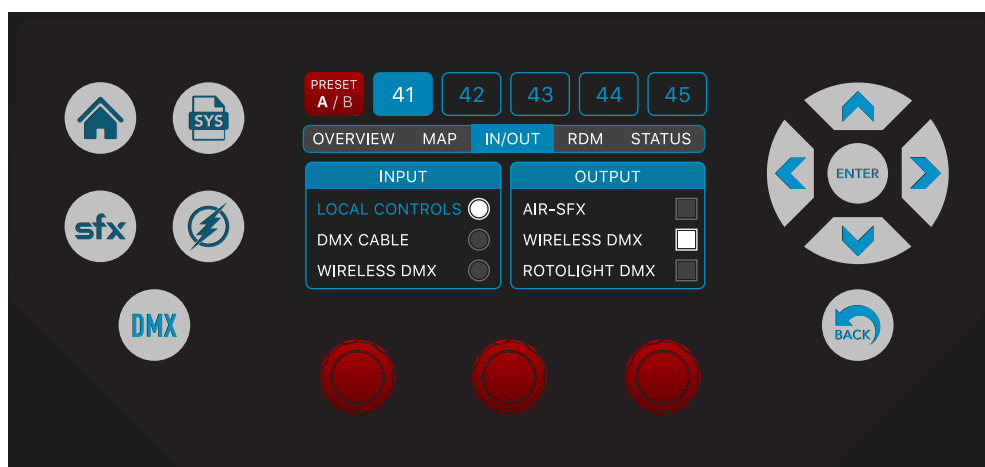 SYS
sfx
DMX
PRESET
A / B
41 42 43 44 45
OVERVIEW MAP IN/OUT RDM STATUS
INPUT
LOCAL CONTROLS
DMX CABLE
WIRELESS DMX
OUTPUT
AIR-SFX
WIRELESS DMX
ROTOLIGHT DMX
ENTER
BACK